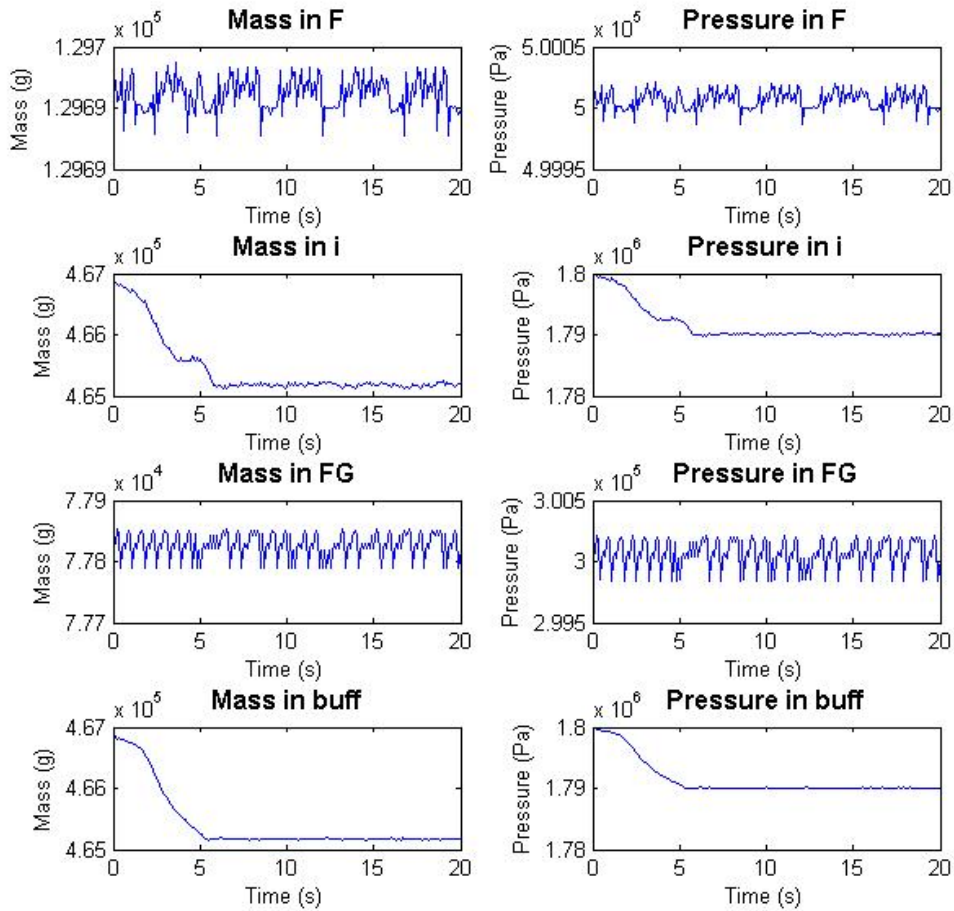 Mass in F
x 10^5
Mass (g)
1.297
1.2969
1.2969
0 5 10 15 20
Time (s)
Pressure in F
x 10^5
Pressure (Pa)
5.0005
5
4.9995
0 5 10 15 20
Time (s)
Mass in i
x 10^5
Mass (g)
4.67
4.66
4.65
0 5 10 15 20
Time (s)
Pressure in i
x 10^6
Pressure (Pa)
1.8
1.79
1.78
0 5 10 15 20
Time (s)
Mass in FG
x 10^4
Mass (g)
7.79
7.78
7.77
0 5 10 15 20
Time (s)
Pressure in FG
x 10^5
Pressure (Pa)
3.005
3
2.995
0 5 10 15 20
Time (s)
Mass in buff
x 10^5
Mass (g)
4.67
4.66
4.65
0 5 10 15 20
Time (s)
Pressure in buff
x 10^6
Pressure (Pa)
1.8
1.79
1.78
0 5 10 15 20
Time (s)